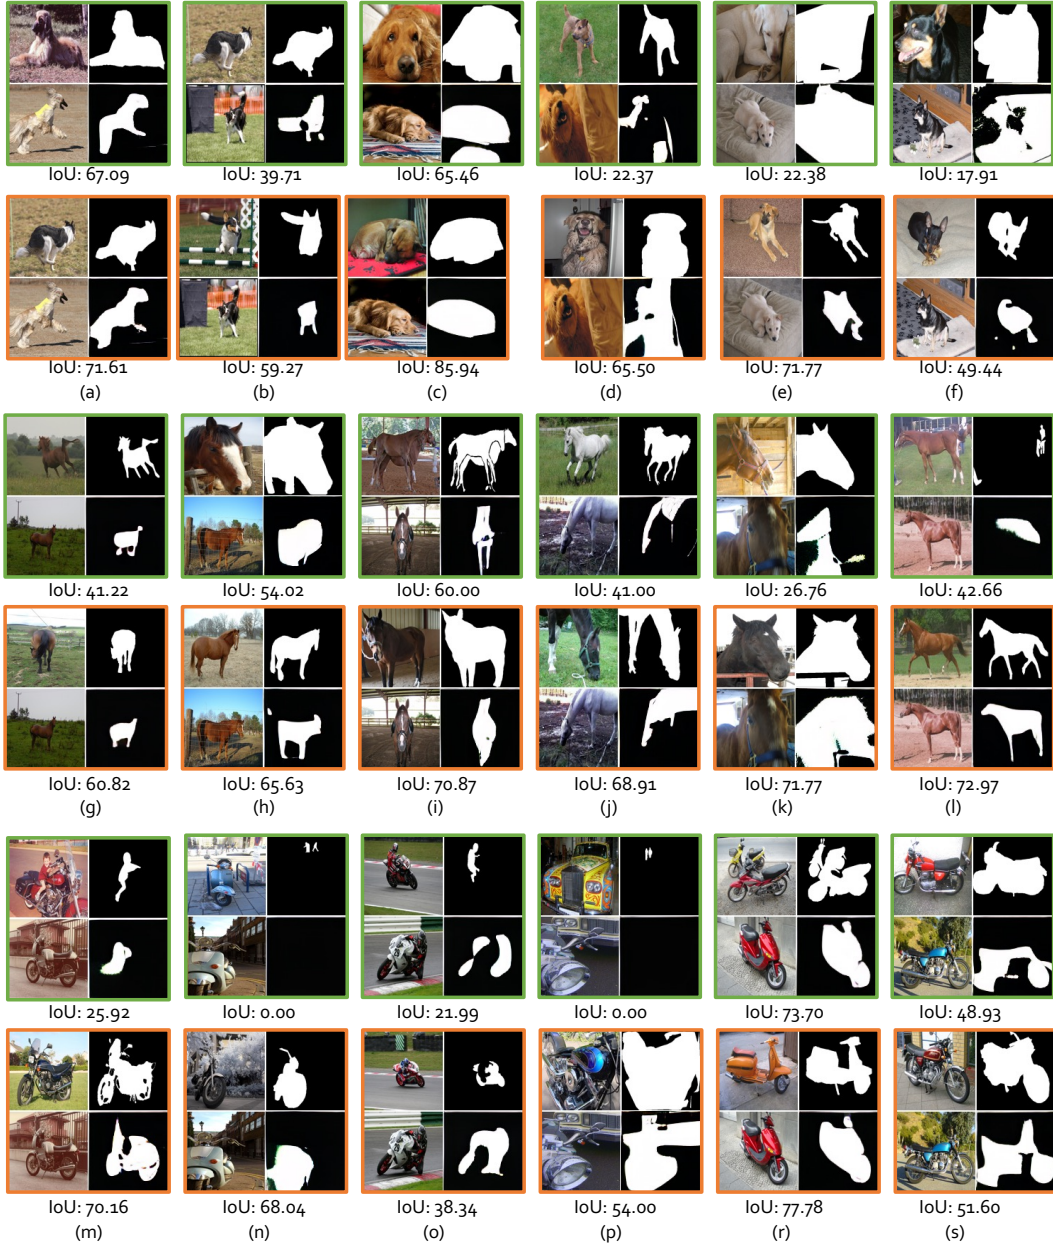 IoU: 67.09 IoU: 39.71 IoU: 65.46 IoU: 22.37 IoU: 22.38 IoU: 17.91
IoU: 71.61 IoU: 59.27 IoU: 85.94 IoU: 65.50 IoU: 71.77 IoU: 49.44
(a) (b) (c) (d) (e) (f)
IoU: 41.22 IoU: 54.02 IoU: 60.00 IoU: 41.00 IoU: 26.76 IoU: 42.66
IoU: 60.82 IoU: 65.63 IoU: 70.87 IoU: 68.91 IoU: 71.77 IoU: 72.97
(g) (h) (i) (j) (k) (l)
IoU: 25.92 IoU: 0.00 IoU: 21.99 IoU: 0.00 IoU: 73.70 IoU: 48.93
IoU: 70.16 IoU: 68.04 IoU: 38.34 IoU: 54.00 IoU: 77.78 IoU: 51.60
(m) (n) (o) (p) (r) (s)